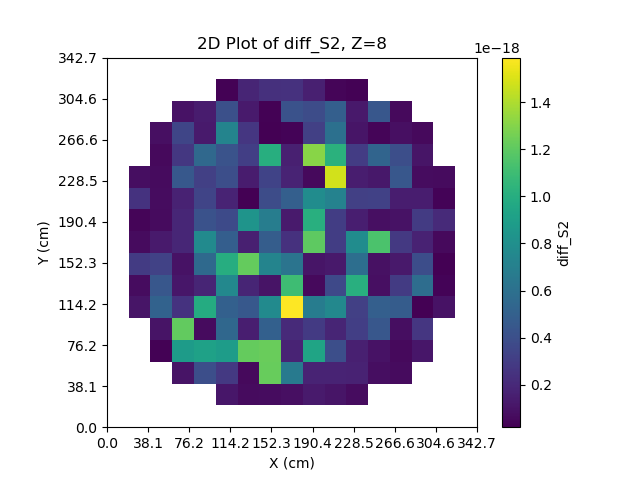 2D Plot of diff_S2, Z=8
1e−18
342.7
304.6
266.6
228.5
190.4
152.3
114.2
76.2
38.1
0.0
Y (cm)
0.0 38.1 76.2 114.2 152.3 190.4 228.5 266.6 304.6 342.7
X (cm)
1.4
1.2
1.0
0.8
0.6
0.4
0.2
diff_S2